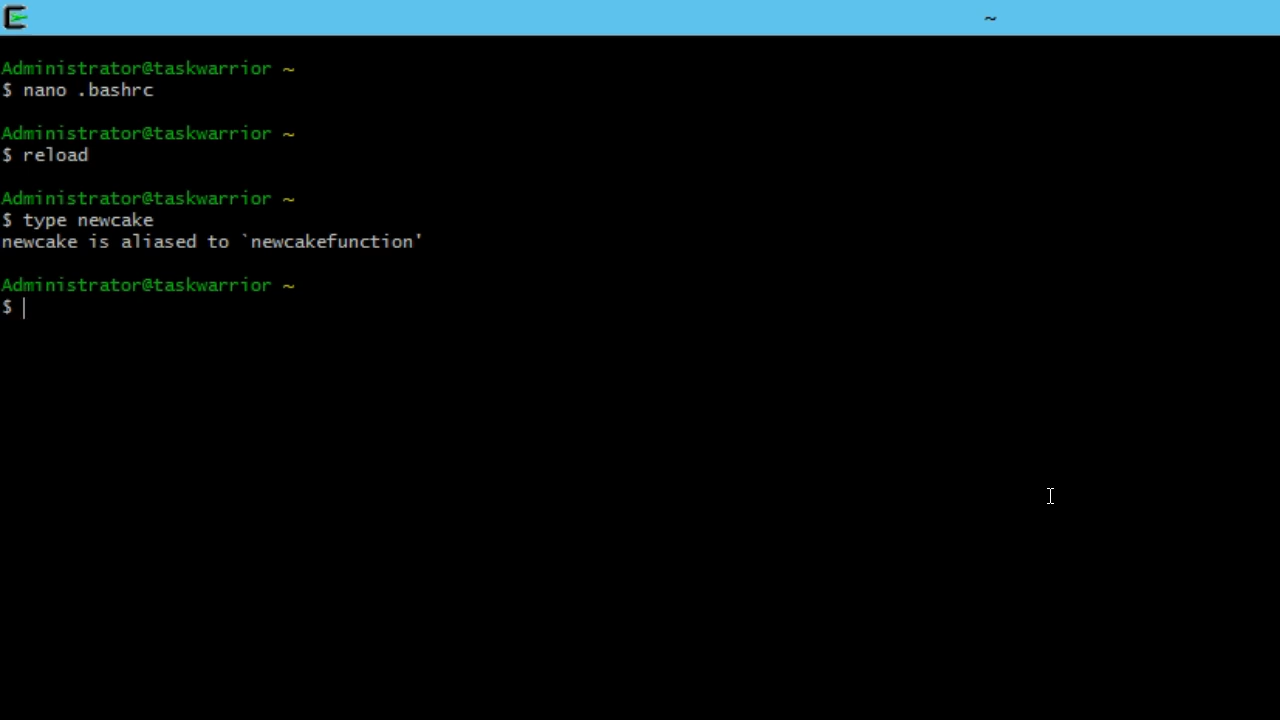 ~
Administrator@taskwarrior ~
$ nano .bashrc
Administrator@taskwarrior ~
$ reload
Administrator@taskwarrior ~
$ type newcake
newcake is aliased to `newcakefunction'
Administrator@taskwarrior ~
$